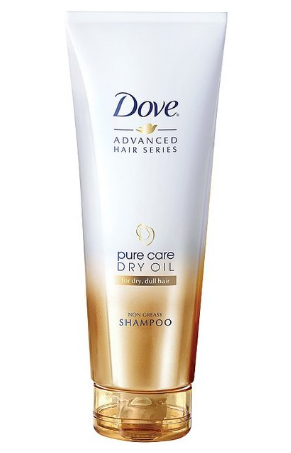 Dove
ADVANCED
HAIR SERIES
pure care
DRY OIL
for dry, dull hair
NON GREASY
SHAMPOO